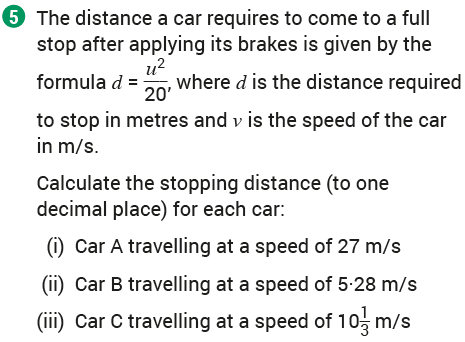 5 The distance a car requires to come to a full
stop after applying its brakes is given by the
formula d = u²/20, where d is the distance required
to stop in metres and v is the speed of the car
in m/s.
Calculate the stopping distance (to one
decimal place) for each car:
(i) Car A travelling at a speed of 27 m/s
(ii) Car B travelling at a speed of 5·28 m/s
(iii) Car C travelling at a speed of 10 1/3 m/s